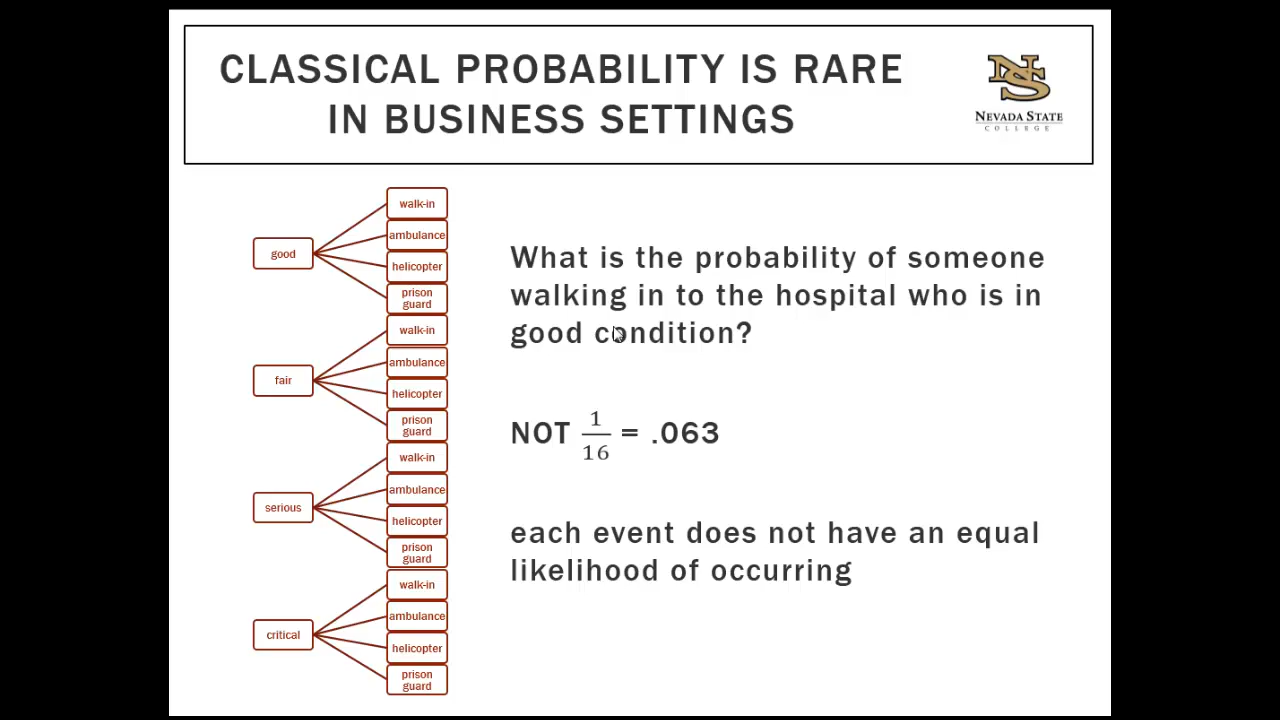 CLASSICAL PROBABILITY IS RARE
IN BUSINESS SETTINGS
NS
NEVADA STATE
COLLEGE
good
walk-in
ambulance
helicopter
prison
guard
fair
walk-in
ambulance
helicopter
prison
guard
serious
walk-in
ambulance
helicopter
prison
guard
critical
walk-in
ambulance
helicopter
prison
guard
What is the probability of someone
walking in to the hospital who is in
good condition?
NOT 1/16 = .063
each event does not have an equal
likelihood of occurring